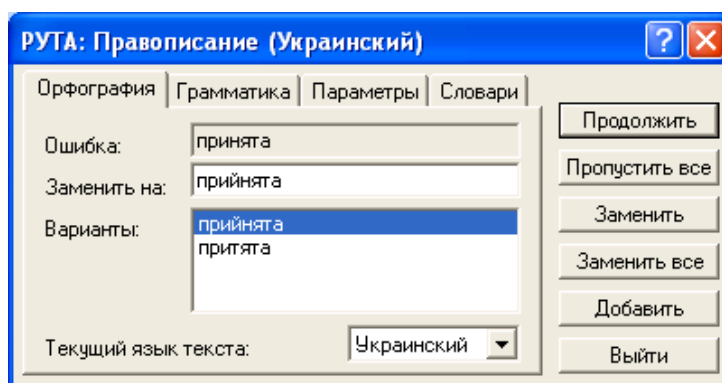 РУТА: Правописание (Украинский)
Орфография Грамматика Параметры Словари
Ошибка: принята
Заменить на: прийнята
Варианты: прийнята
притята
Текущий язык текста: Украинский
Продолжить
Пропустить все
Заменить
Заменить все
Добавить
Выйти